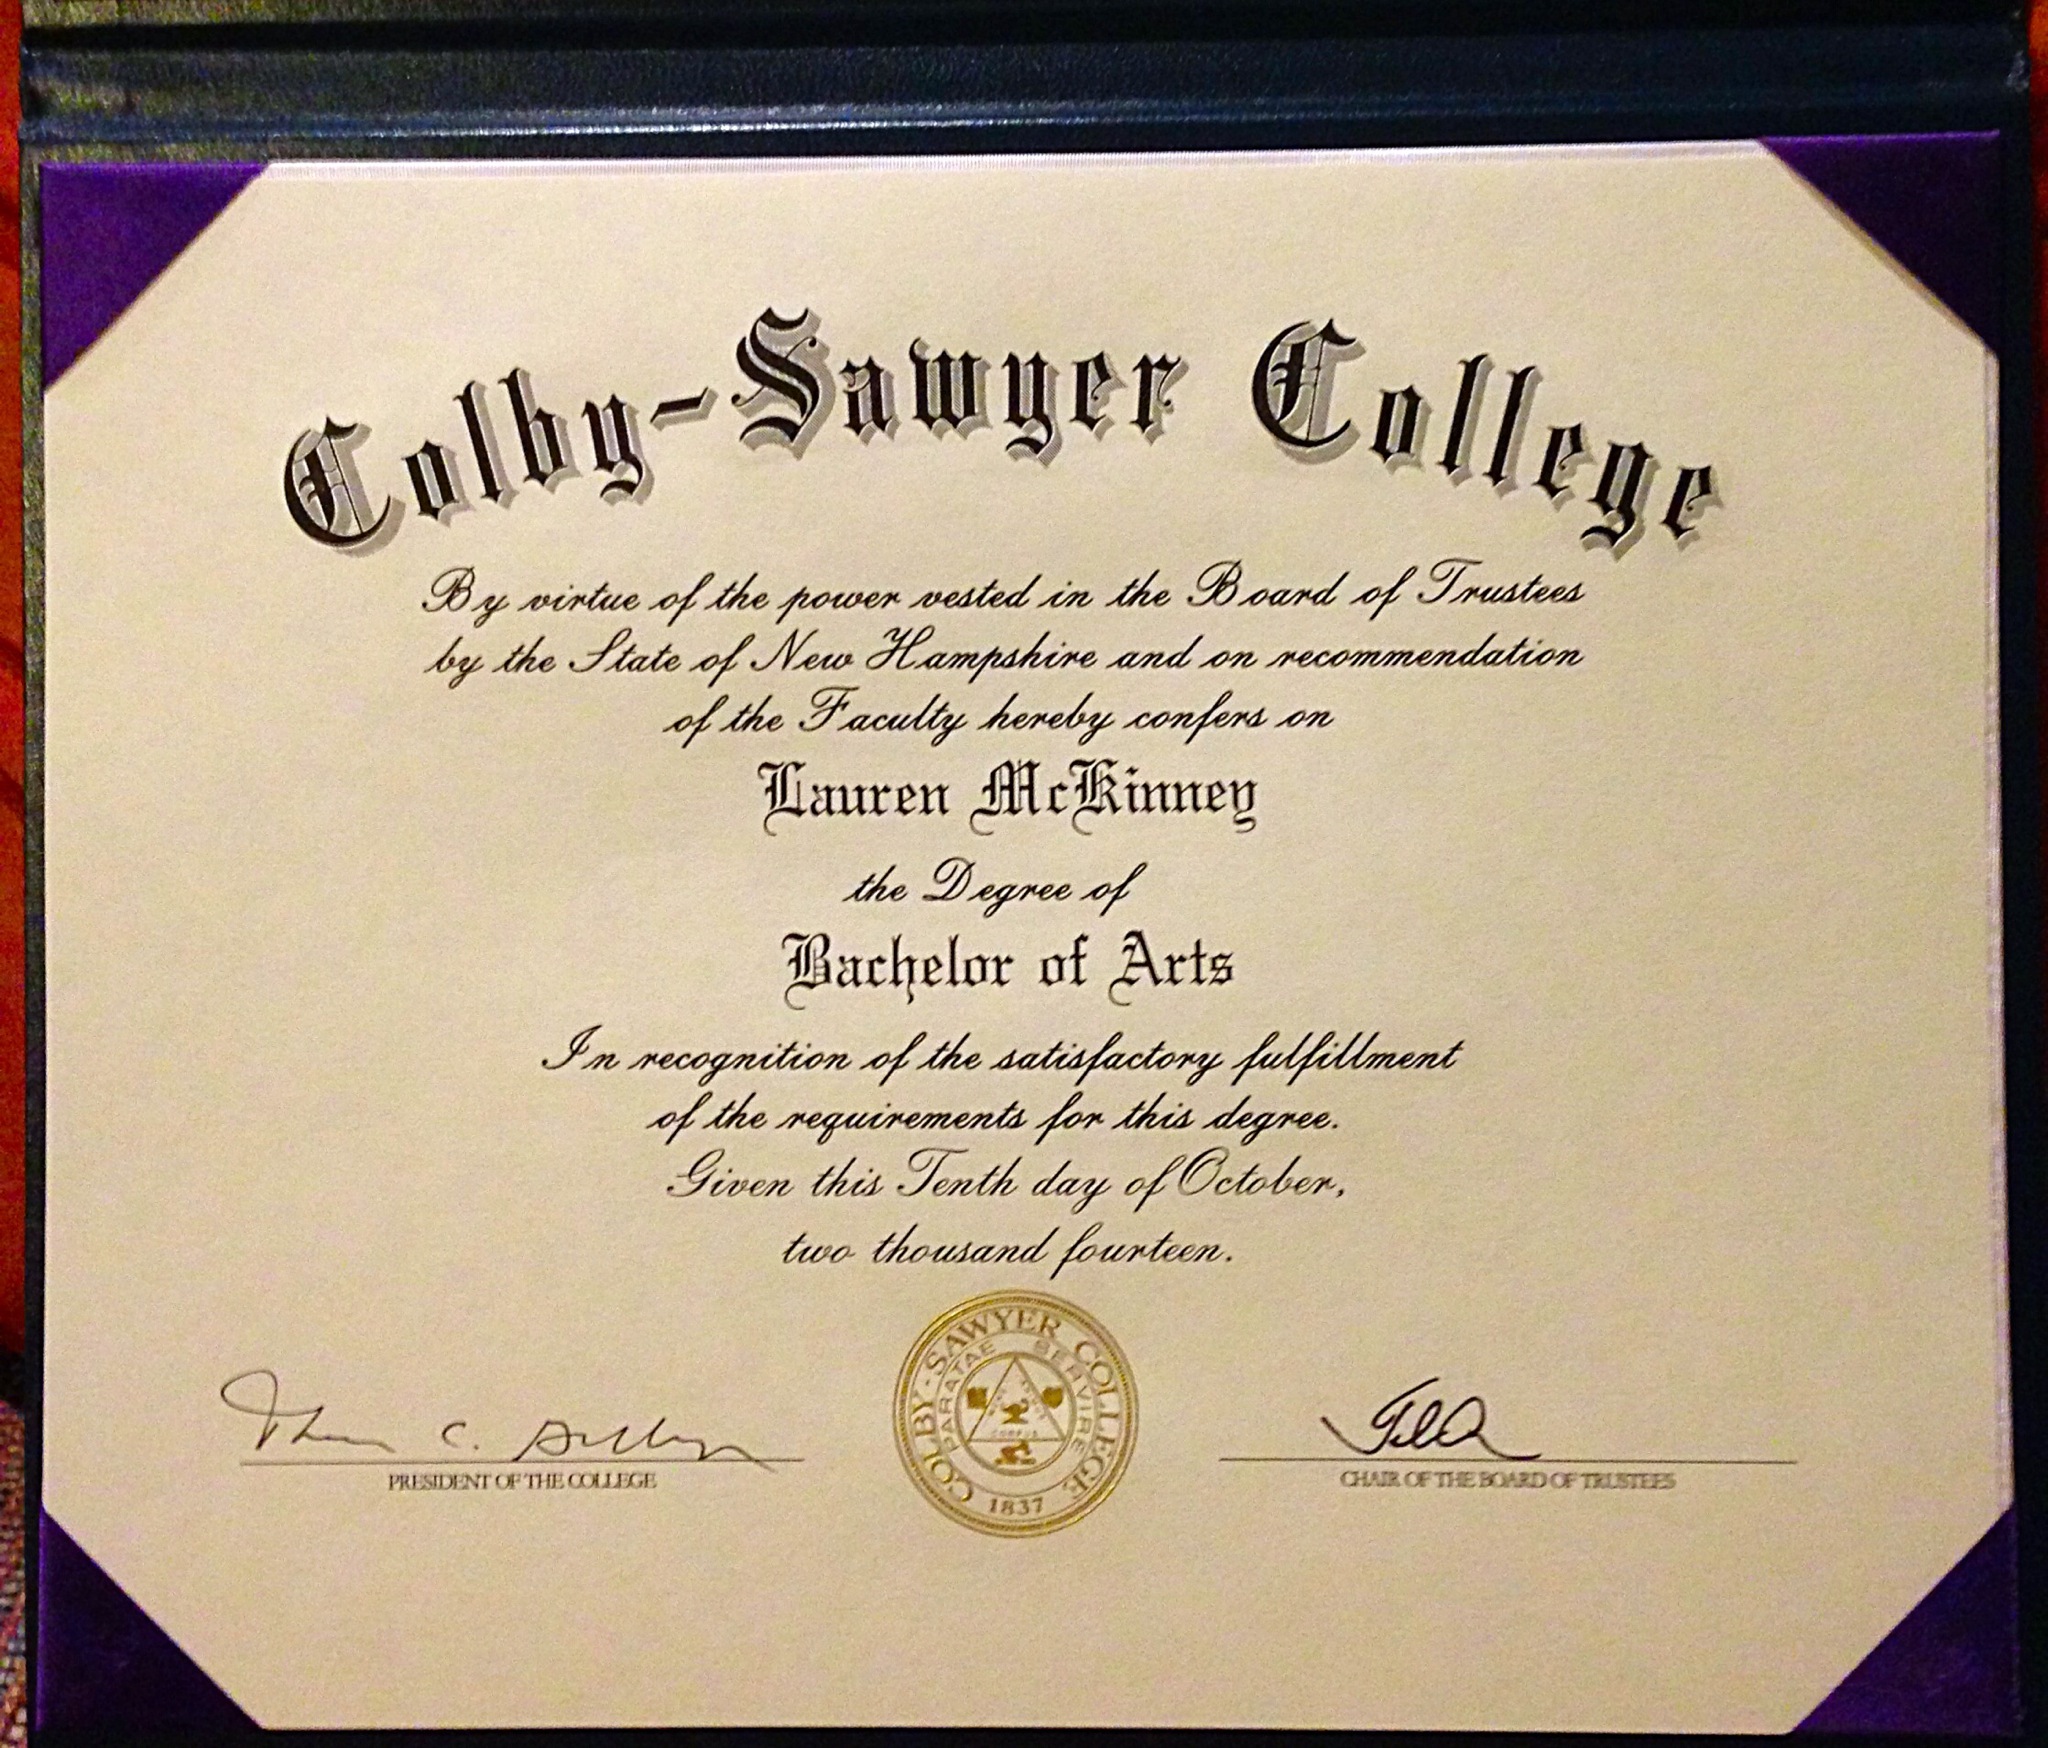 Colby-Sawyer College
By virtue of the power vested in the Board of Trustees
by the State of New Hampshire and on recommendation
of the Faculty hereby confers on
Lauren McKinney
the Degree of
Bachelor of Arts
In recognition of the satisfactory fulfillment
of the requirements for this degree.
Given this Tenth day of October,
two thousand fourteen.
COLBY-SAWYER COLLEGE
PARATAE SERVIRE
CORPUS
1837
C.
PRESIDENT OF THE COLLEGE
CHAIR OF THE BOARD OF TRUSTEES